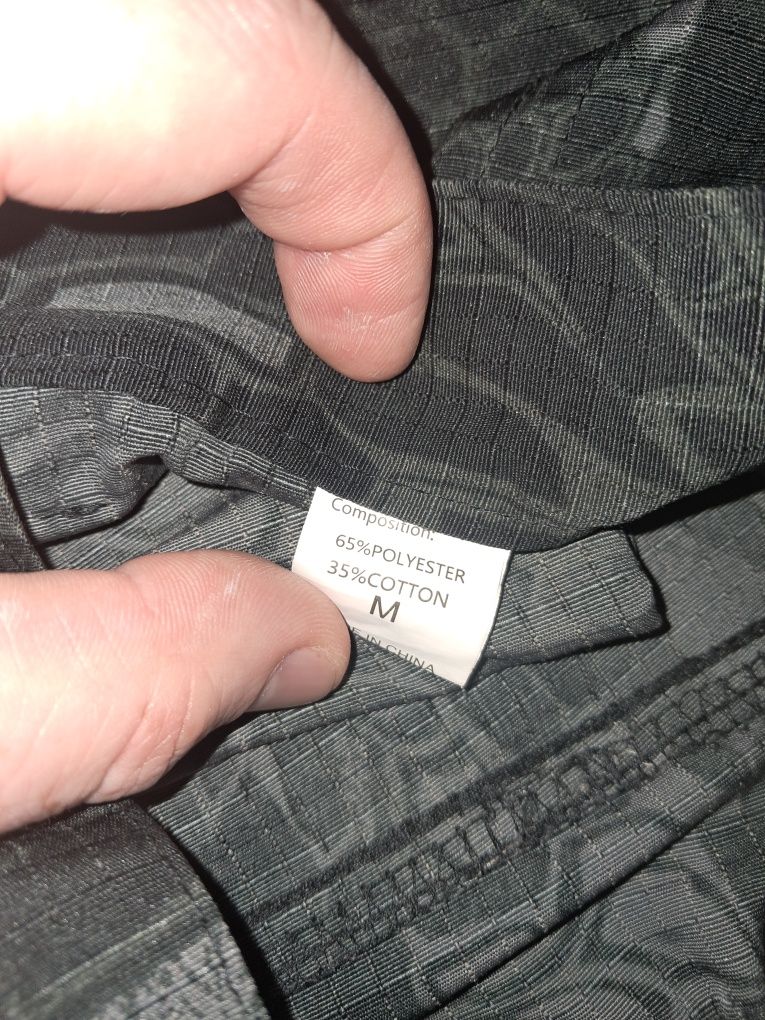 Composition:
65%POLYESTER
35%COTTON
M
IN CHINA